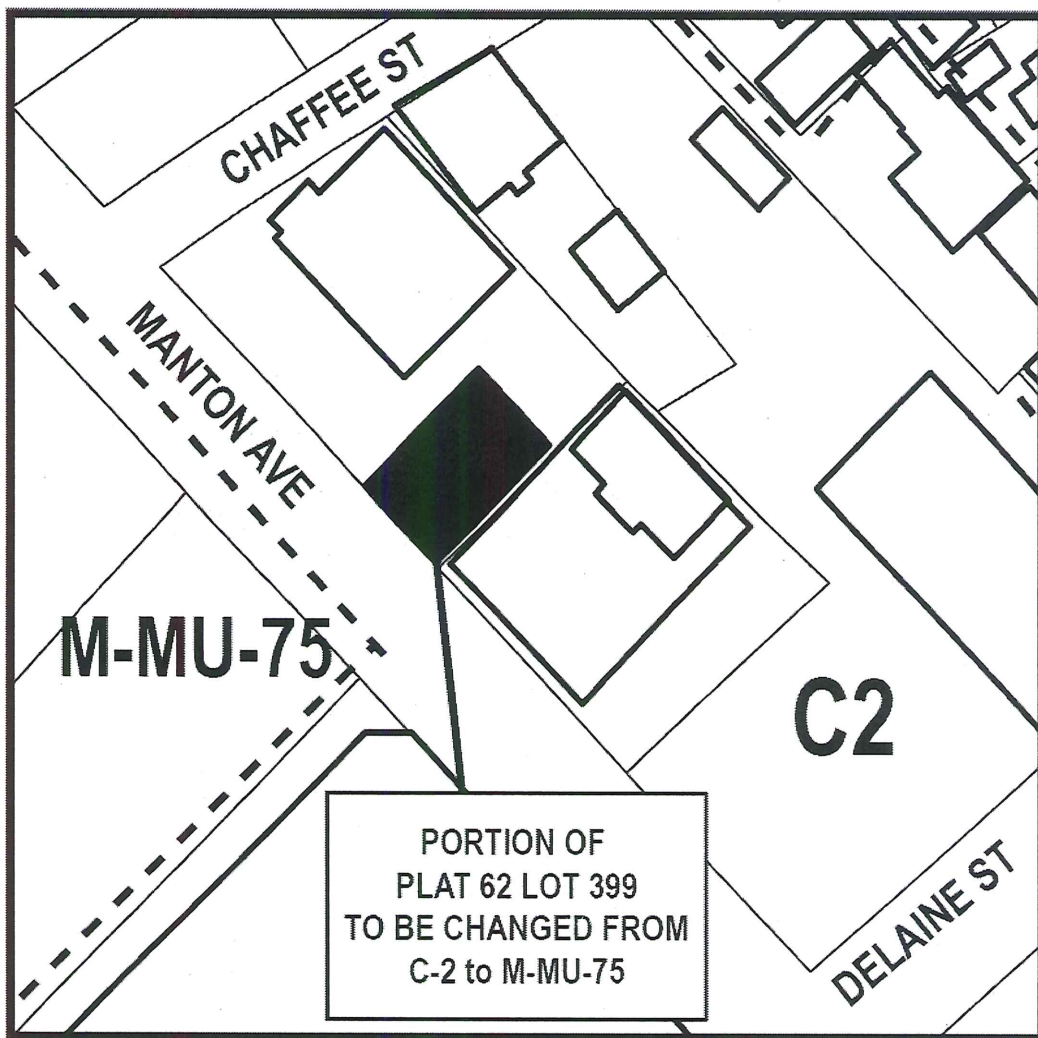 CHAFFEE ST
MANTON AVE
M-MU-75
C2
PORTION OF
PLAT 62 LOT 399
TO BE CHANGED FROM
C-2 to M-MU-75
DELAINE ST